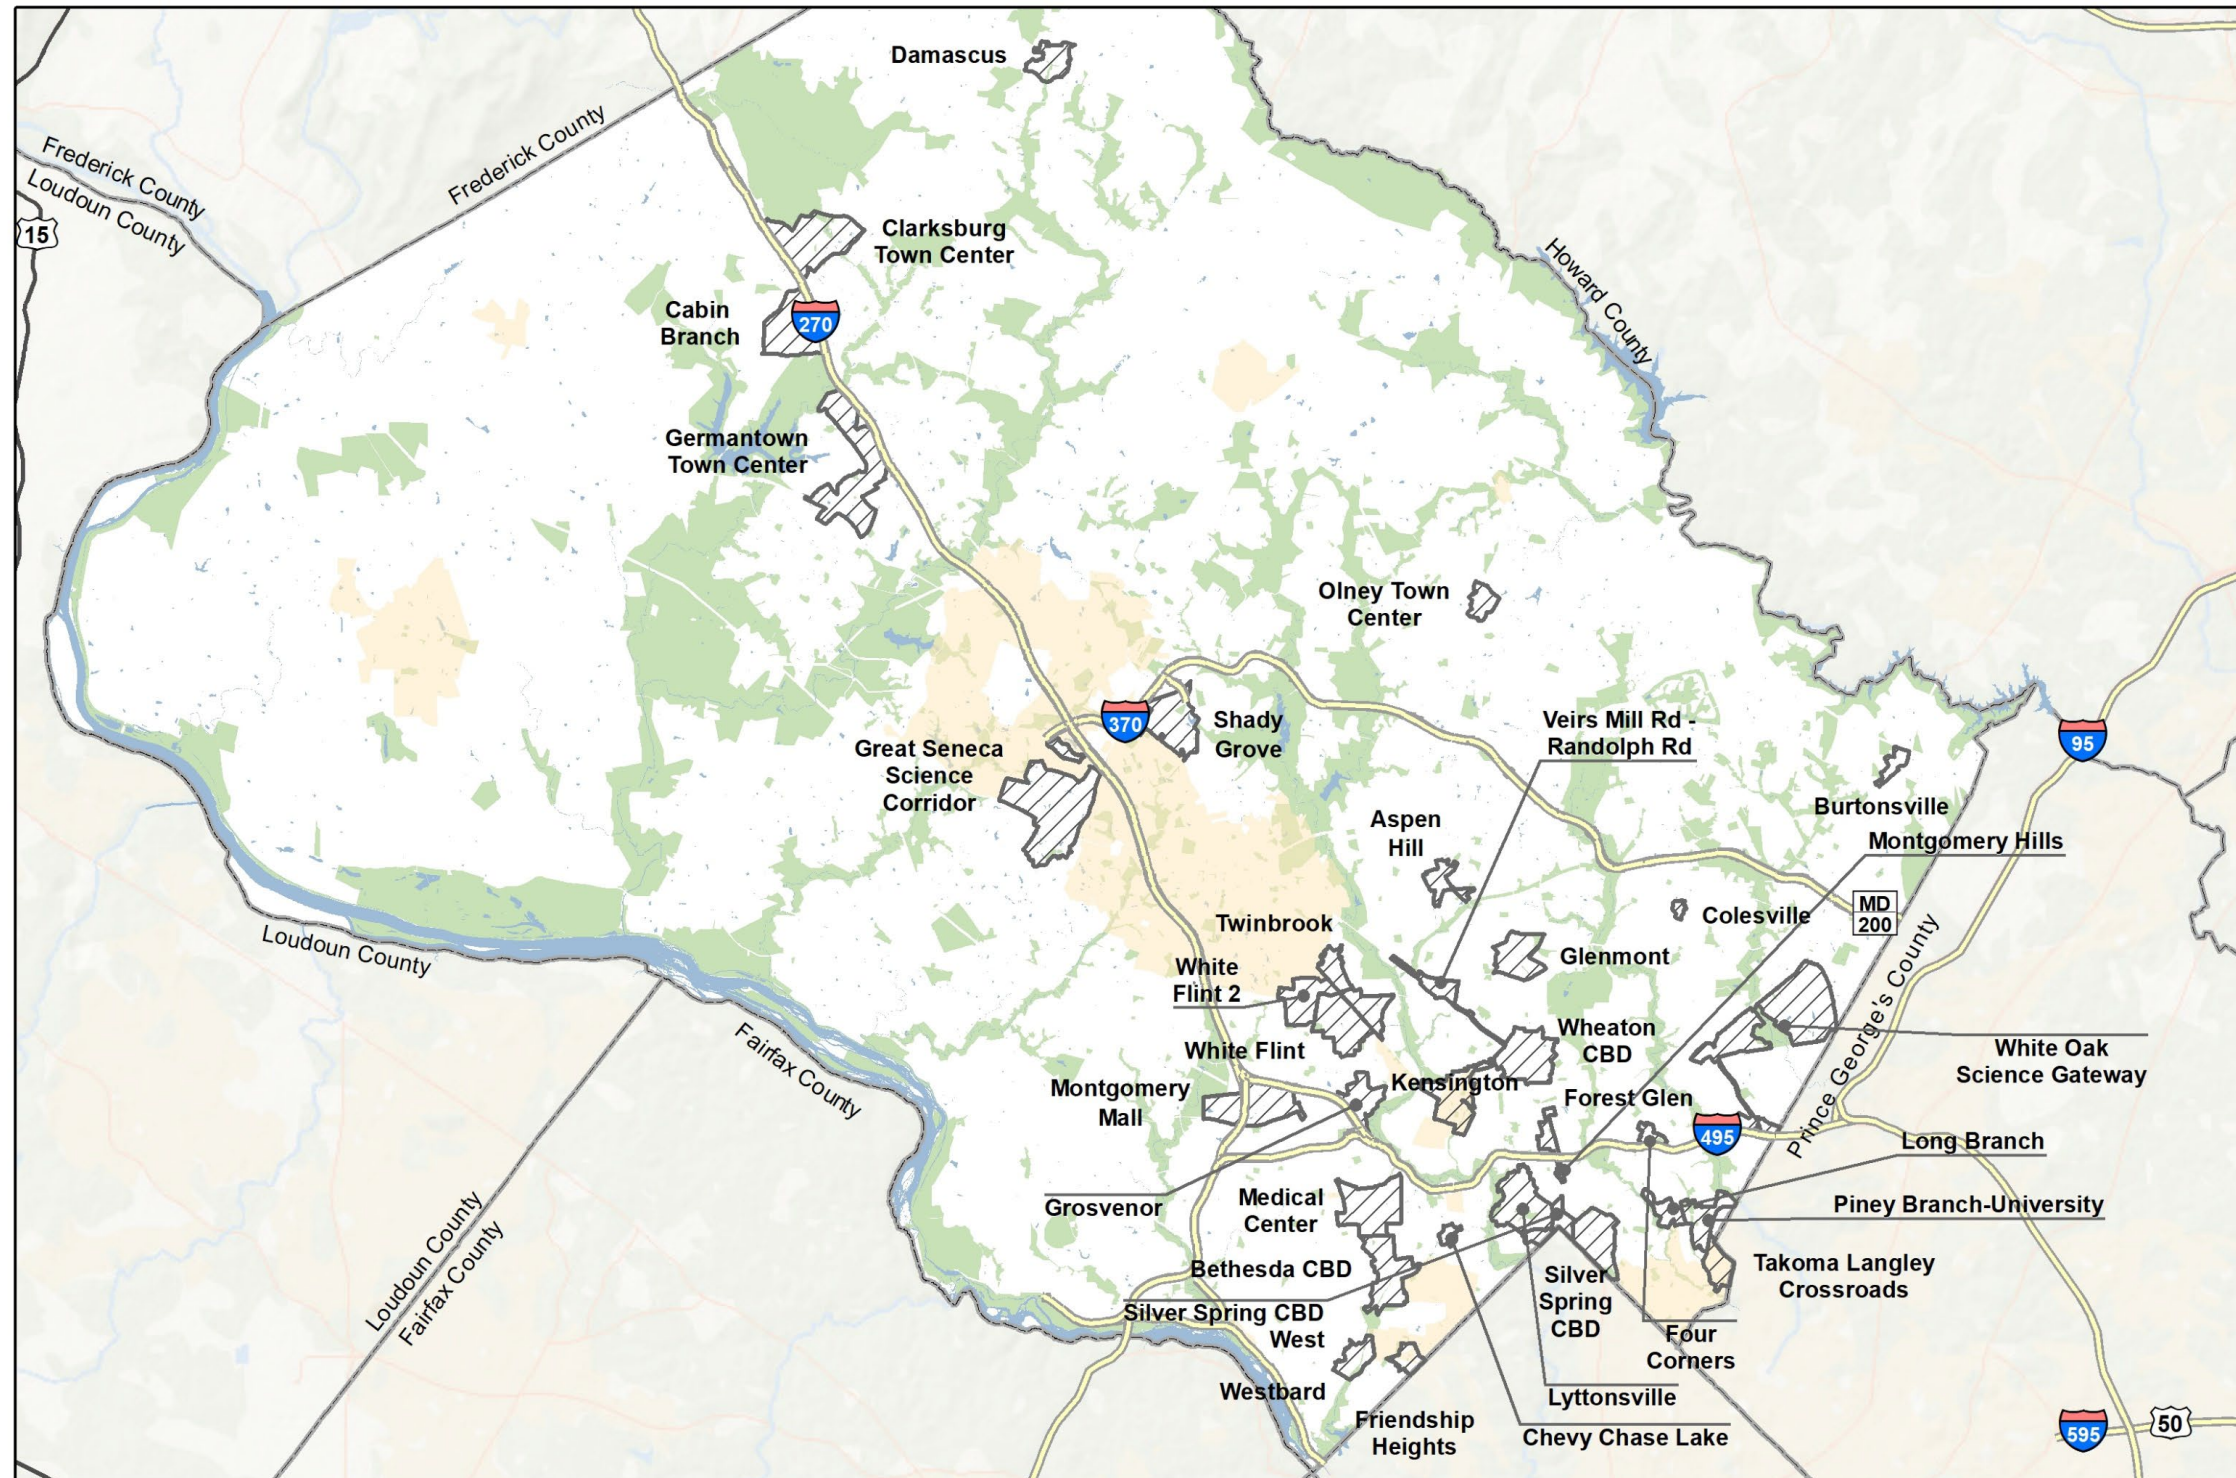 Damascus
Frederick County
Frederick County
Loudoun County
15
Clarksburg
Town Center
Howard County
Cabin
Branch
270
Germantown
Town Center
Olney Town
Center
370
Shady
Grove
Veirs Mill Rd -
Randolph Rd
95
Great Seneca
Science
Corridor
Burtonsville
Aspen
Hill
Montgomery Hills
MD
200
Colesville
Twinbrook
Glenmont
Loudoun County
White
Flint 2
Prince George's County
Wheaton
CBD
White Flint
White Oak
Science Gateway
Fairfax County
Montgomery
Mall
Kensington
Forest Glen
495
Long Branch
Grosvenor
Medical
Center
Piney Branch-University
Loudoun County
Fairfax County
Bethesda CBD
Takoma Langley
Crossroads
Silver
Spring
CBD
Silver Spring CBD
West
Four
Corners
Westbard
Lyttonsville
Friendship
Heights
Chevy Chase Lake
595
50